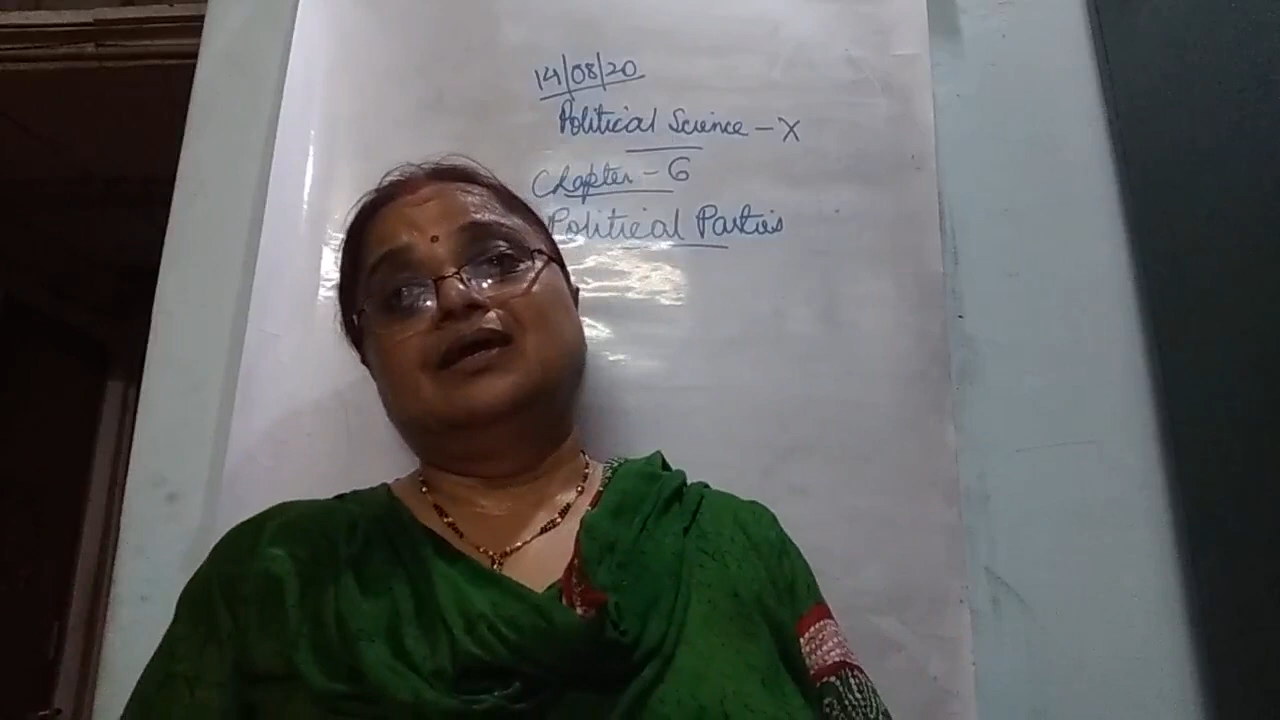 14/08/20
Political Science - X
Chapter - 6
Political Parties